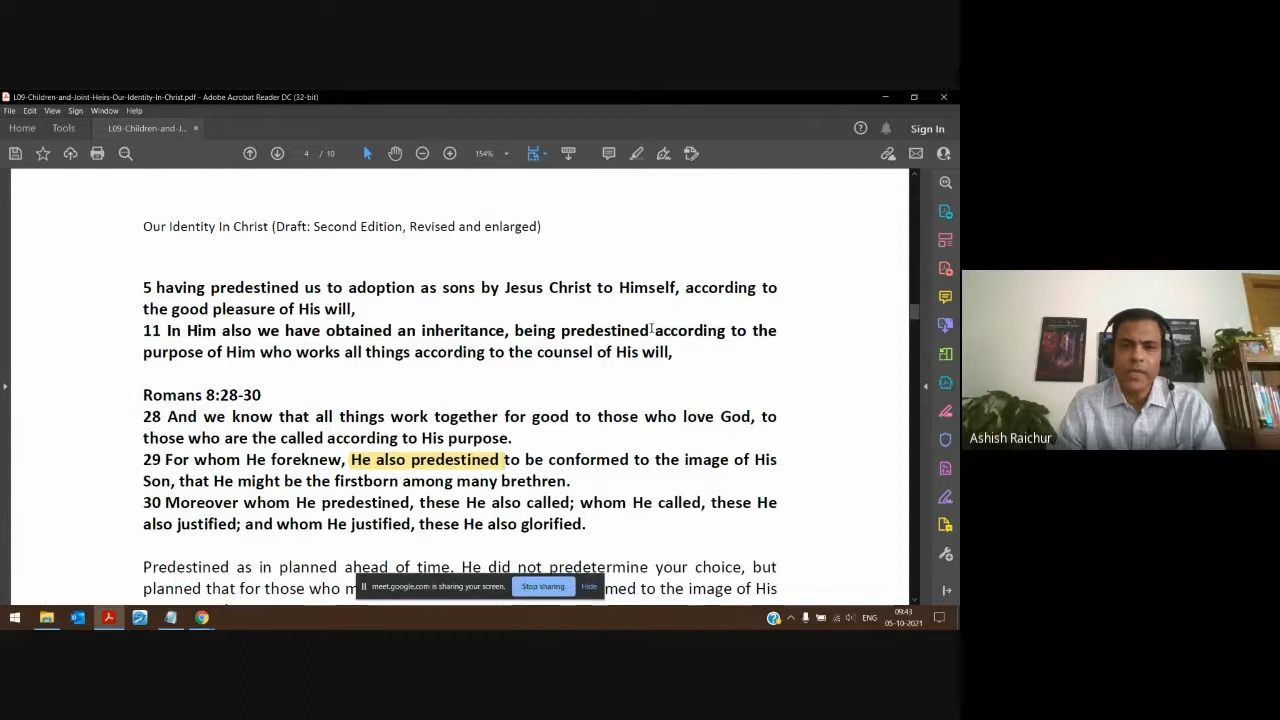 L09-Children-and-Joint-Heirs-Our-Identity-In-Christ.pdf - Adobe Acrobat Reader DC (32-bit)
File Edit View Sign Window Help
Home Tools L09-Children-and-J... × Sign In
4 / 10 154%
Our Identity In Christ (Draft: Second Edition, Revised and enlarged)
5 having predestined us to adoption as sons by Jesus Christ to Himself, according to
the good pleasure of His will,
11 In Him also we have obtained an inheritance, being predestined according to the
purpose of Him who works all things according to the counsel of His will,
Romans 8:28-30
28 And we know that all things work together for good to those who love God, to
those who are the called according to His purpose.
29 For whom He foreknew, He also predestined to be conformed to the image of His
Son, that He might be the firstborn among many brethren.
30 Moreover whom He predestined, these He also called; whom He called, these He
also justified; and whom He justified, these He also glorified.
Predestined as in planned ahead of time. He did not predetermine your choice, but
planned that for those who med to the image of His
meet.google.com is sharing your screen. Stop sharing Hide
ENG 09:43
05-10-2021
Ashish Raichur